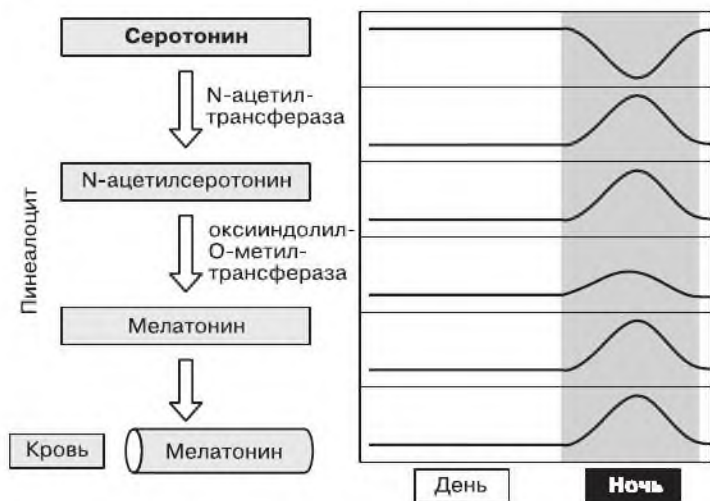 Серотонин
N-ацетил-
трансфераза
N-ацетилсеротонин
оксииндолил-
О-метил-
трансфераза
Пинеалоцит
Мелатонин
Кровь
Мелатонин
День
Ночь